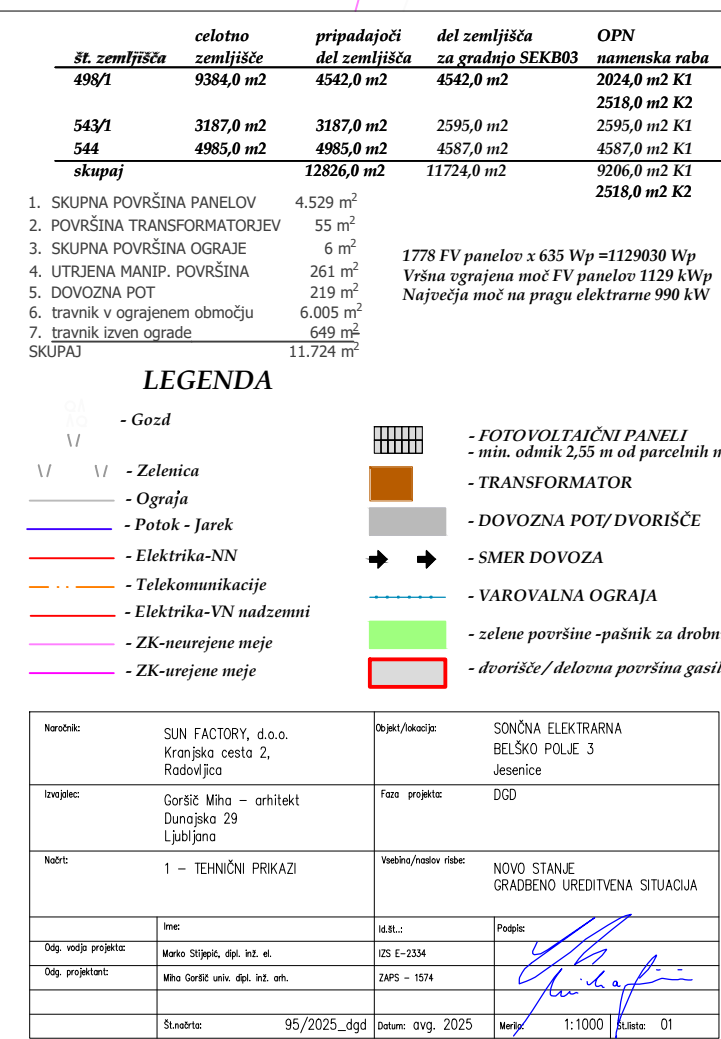 celotno pripadajoči del zemljišča OPN
št. zemljišča zemljišče del zemljišča za gradnjo SEKB03 namenska raba
498/1 9384,0 m2 4542,0 m2 4542,0 m2 2024,0 m2 K1
2518,0 m2 K2
543/1 3187,0 m2 3187,0 m2 2595,0 m2 2595,0 m2 K1
544 4985,0 m2 4985,0 m2 4587,0 m2 4587,0 m2 K1
skupaj 12826,0 m2 11724,0 m2 9206,0 m2 K1
2518,0 m2 K2
1. SKUPNA POVRŠINA PANELOV 4.529 m²
2. POVRŠINA TRANSFORMATORJEV 55 m²
3. SKUPNA POVRŠINA OGRAJE 6 m²
4. UTRJENA MANIP. POVRŠINA 261 m²
5. DOVOZNA POT 219 m²
6. travnik v ograjenem območju 6.005 m²
7. travnik izven ograde 649 m²
SKUPAJ 11.724 m²
1778 FV panelov x 635 Wp =1129030 Wp
Vršna vgrajena moč FV panelov 1129 kWp
Največja moč na pragu elektrarne 990 kW
LEGENDA
- Gozd
- Zelenica
- Ograja
- Potok - Jarek
- Elektrika-NN
- Telekomunikacije
- Elektrika-VN nadzemni
- ZK-neurejene meje
- ZK-urejene meje
- FOTOVOLTAIČNI PANELI
- min. odmik 2,55 m od parcelnih m
- TRANSFORMATOR
- DOVOZNA POT/ DVORIŠČE
- SMER DOVOZA
- VAROVALNA OGRAJA
- zelene površine -pašnik za drobn
- dvorišče / delovna površina gasil
Naročnik: SUN FACTORY, d.o.o.
Kranjska cesta 2,
Radovljica
Objekt/lokacija: SONČNA ELEKTRARNA
BELŠKO POLJE 3
Jesenice
Izvajalec: Goršič Miha – arhitekt
Dunajska 29
Ljubljana
Faza projekta: DGD
Načrt: 1 – TEHNIČNI PRIKAZI
Vsebina/naslov risbe: NOVO STANJE
GRADBENO UREDITVENA SITUACIJA
Ime: Id.št..: Podpis:
Odg. vodja projekta: Marko Stijepić, dipl. inž. el. IZS E-2334
Odg. projektant: Miha Goršič univ. dipl. inž. arh. ZAPS - 1574
Št.načrta: 95/2025_dgd Datum: avg. 2025 Merilo: 1:1000 Št.lista: 01